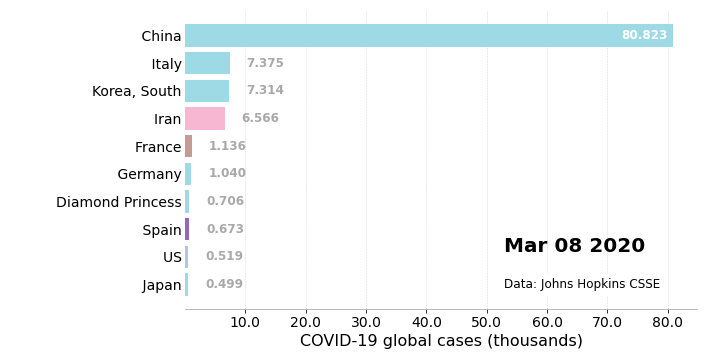 China 80.823
Italy 7.375
Korea, South 7.314
Iran 6.566
France 1.136
Germany 1.040
Diamond Princess 0.706
Spain 0.673
US 0.519
Japan 0.499
Mar 08 2020
Data: Johns Hopkins CSSE
10.0 20.0 30.0 40.0 50.0 60.0 70.0 80.0
COVID-19 global cases (thousands)